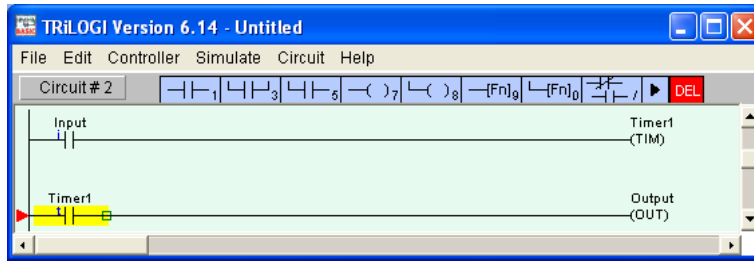 BASIC TRiLOGI Version 6.14 - Untitled
File Edit Controller Simulate Circuit Help
Circuit # 2 1 3 5 ( )7 ( )8 [Fn]9 [Fn]0 / DEL
Input Timer1
i (TIM)
Timer1 Output
t (OUT)